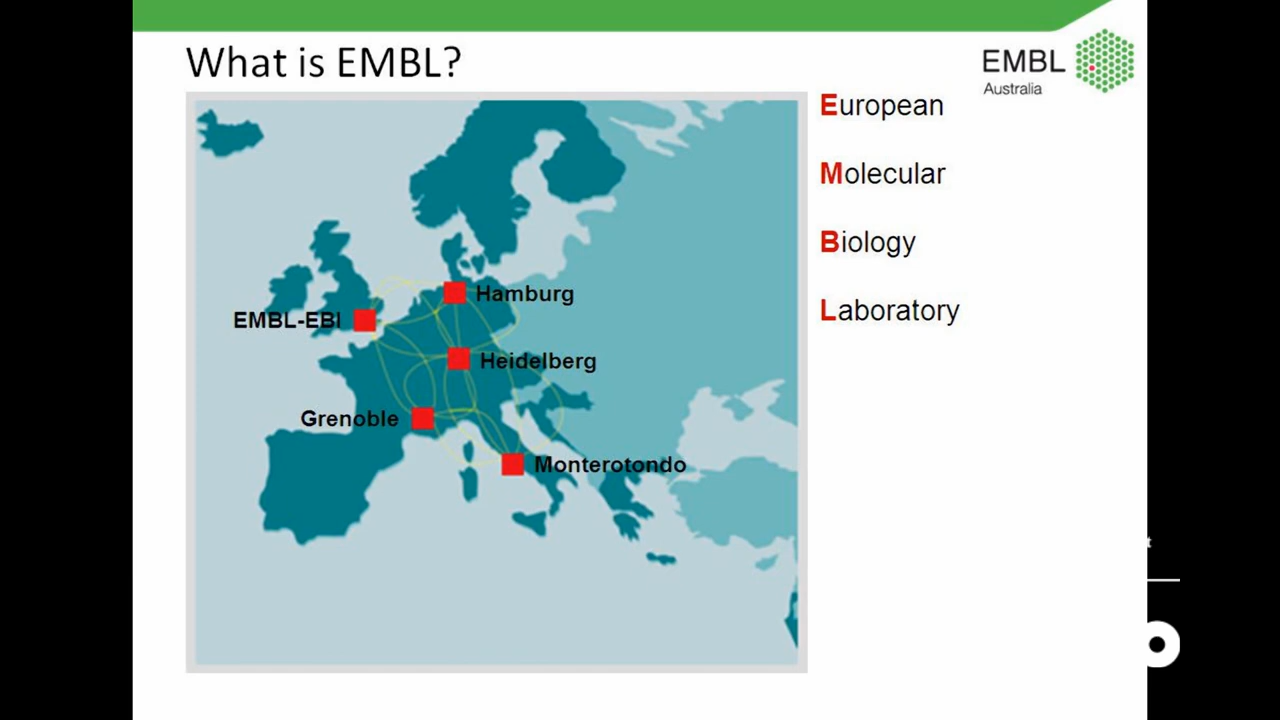 What is EMBL?
EMBL
Australia
European
Molecular
Biology
Laboratory
Hamburg
EMBL-EBI
Heidelberg
Grenoble
Monterotondo